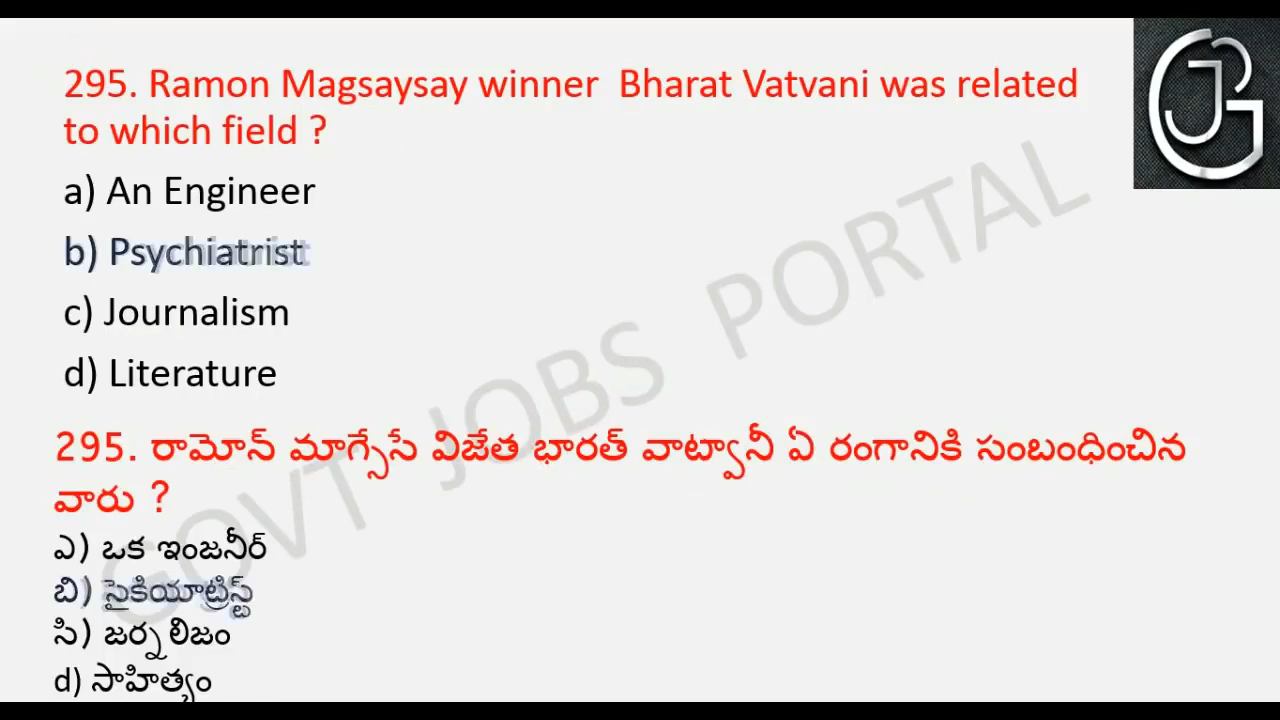 295. Ramon Magsaysay winner Bharat Vatvani was related
to which field ?
a) An Engineer
b) Psychiatrist
c) Journalism
d) Literature
295. రామోన్ మాగ్సేసే విజేత భారత్ వాట్వానీ ఏ రంగానికి సంబంధించిన
వారు ?
ఎ) ఒక ఇంజనీర్
బి) సైకియాట్రిస్ట్
సి) జర్నలిజం
d) సాహిత్యం
GOVT JOBS PORTAL
GJ